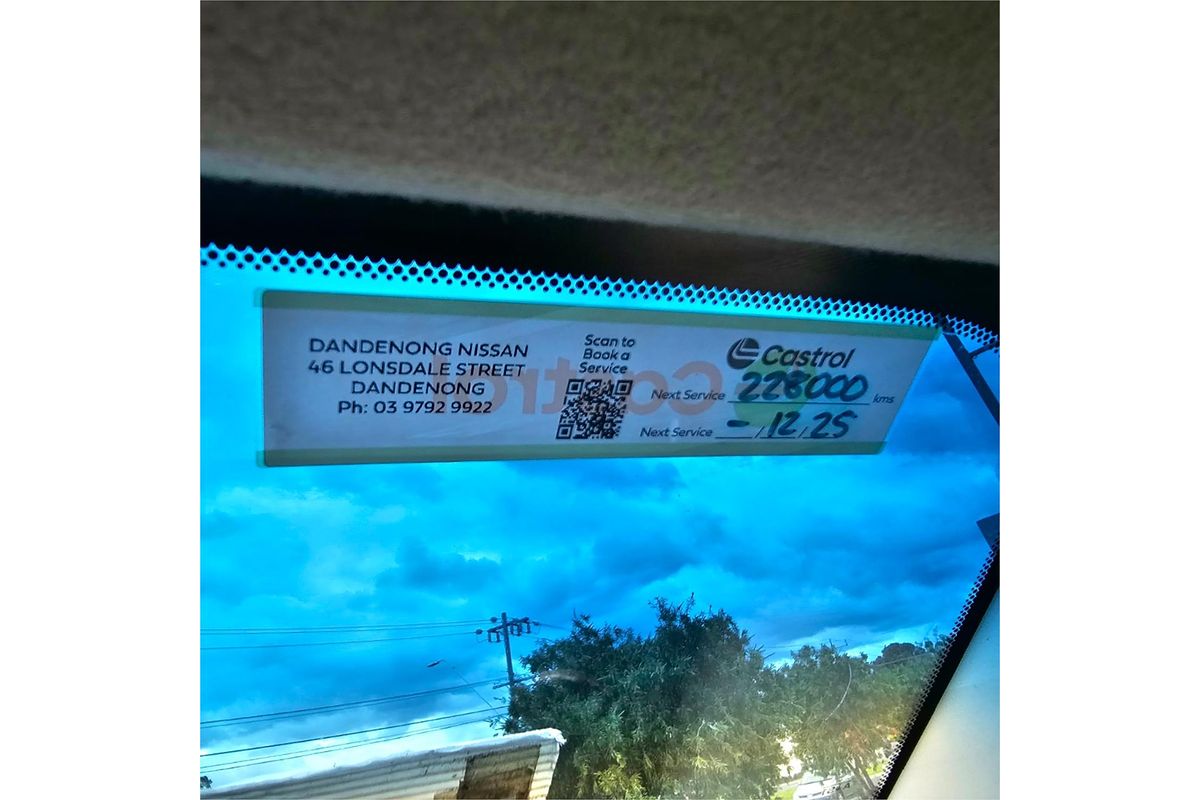 DANDENONG NISSAN
46 LONSDALE STREET
DANDENONG
Ph: 03 9792 9922
Scan to
Book a
Service
Castrol
Next Service 228000 kms
Next Service - / 12 / 25
Castrol